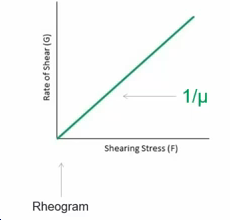 Rate of Shear (G)
1/μ
Shearing Stress (F)
Rheogram